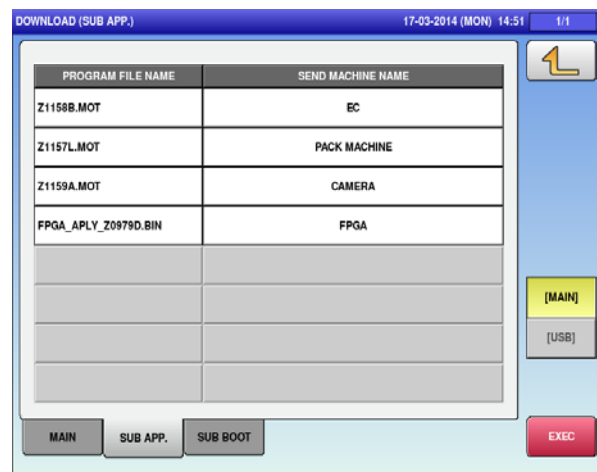 DOWNLOAD (SUB APP.) 17-03-2014 (MON) 14:51 1/1
PROGRAM FILE NAME SEND MACHINE NAME
Z1158B.MOT EC
Z1157L.MOT PACK MACHINE
Z1159A.MOT CAMERA
FPGA_APLY_Z0979D.BIN FPGA
[MAIN]
[USB]
MAIN SUB APP. SUB BOOT EXEC